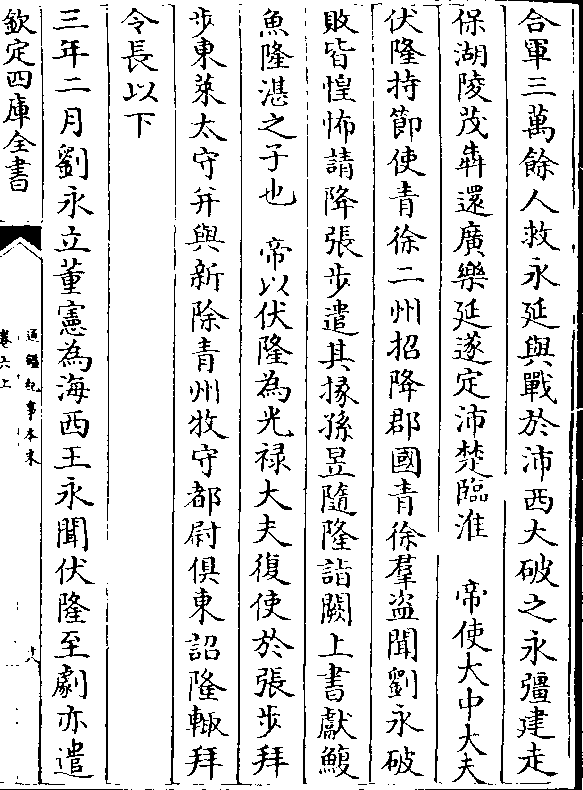 合軍三萬餘人救永延與戰於沛西大破之永彊建走
保湖陵茂犇還廣樂延遂定沛楚臨淮　帝使大中大夫
伏隆持節使青徐二州招降郡國青徐羣盗聞劉永破
敗皆惶怖請降張步遣其掾孫昱隨隆詣闕上書獻鰒
魚隆湛之子也　帝以伏隆為光禄大夫復使於張步拜
步東萊太守并與新除青州牧守都尉俱東詔隆輙拜
令長以下
三年二月劉永立董憲為海西王永聞伏隆至劇亦遣
欽定四庫全書
通鑑紀事本末
卷六上
十八